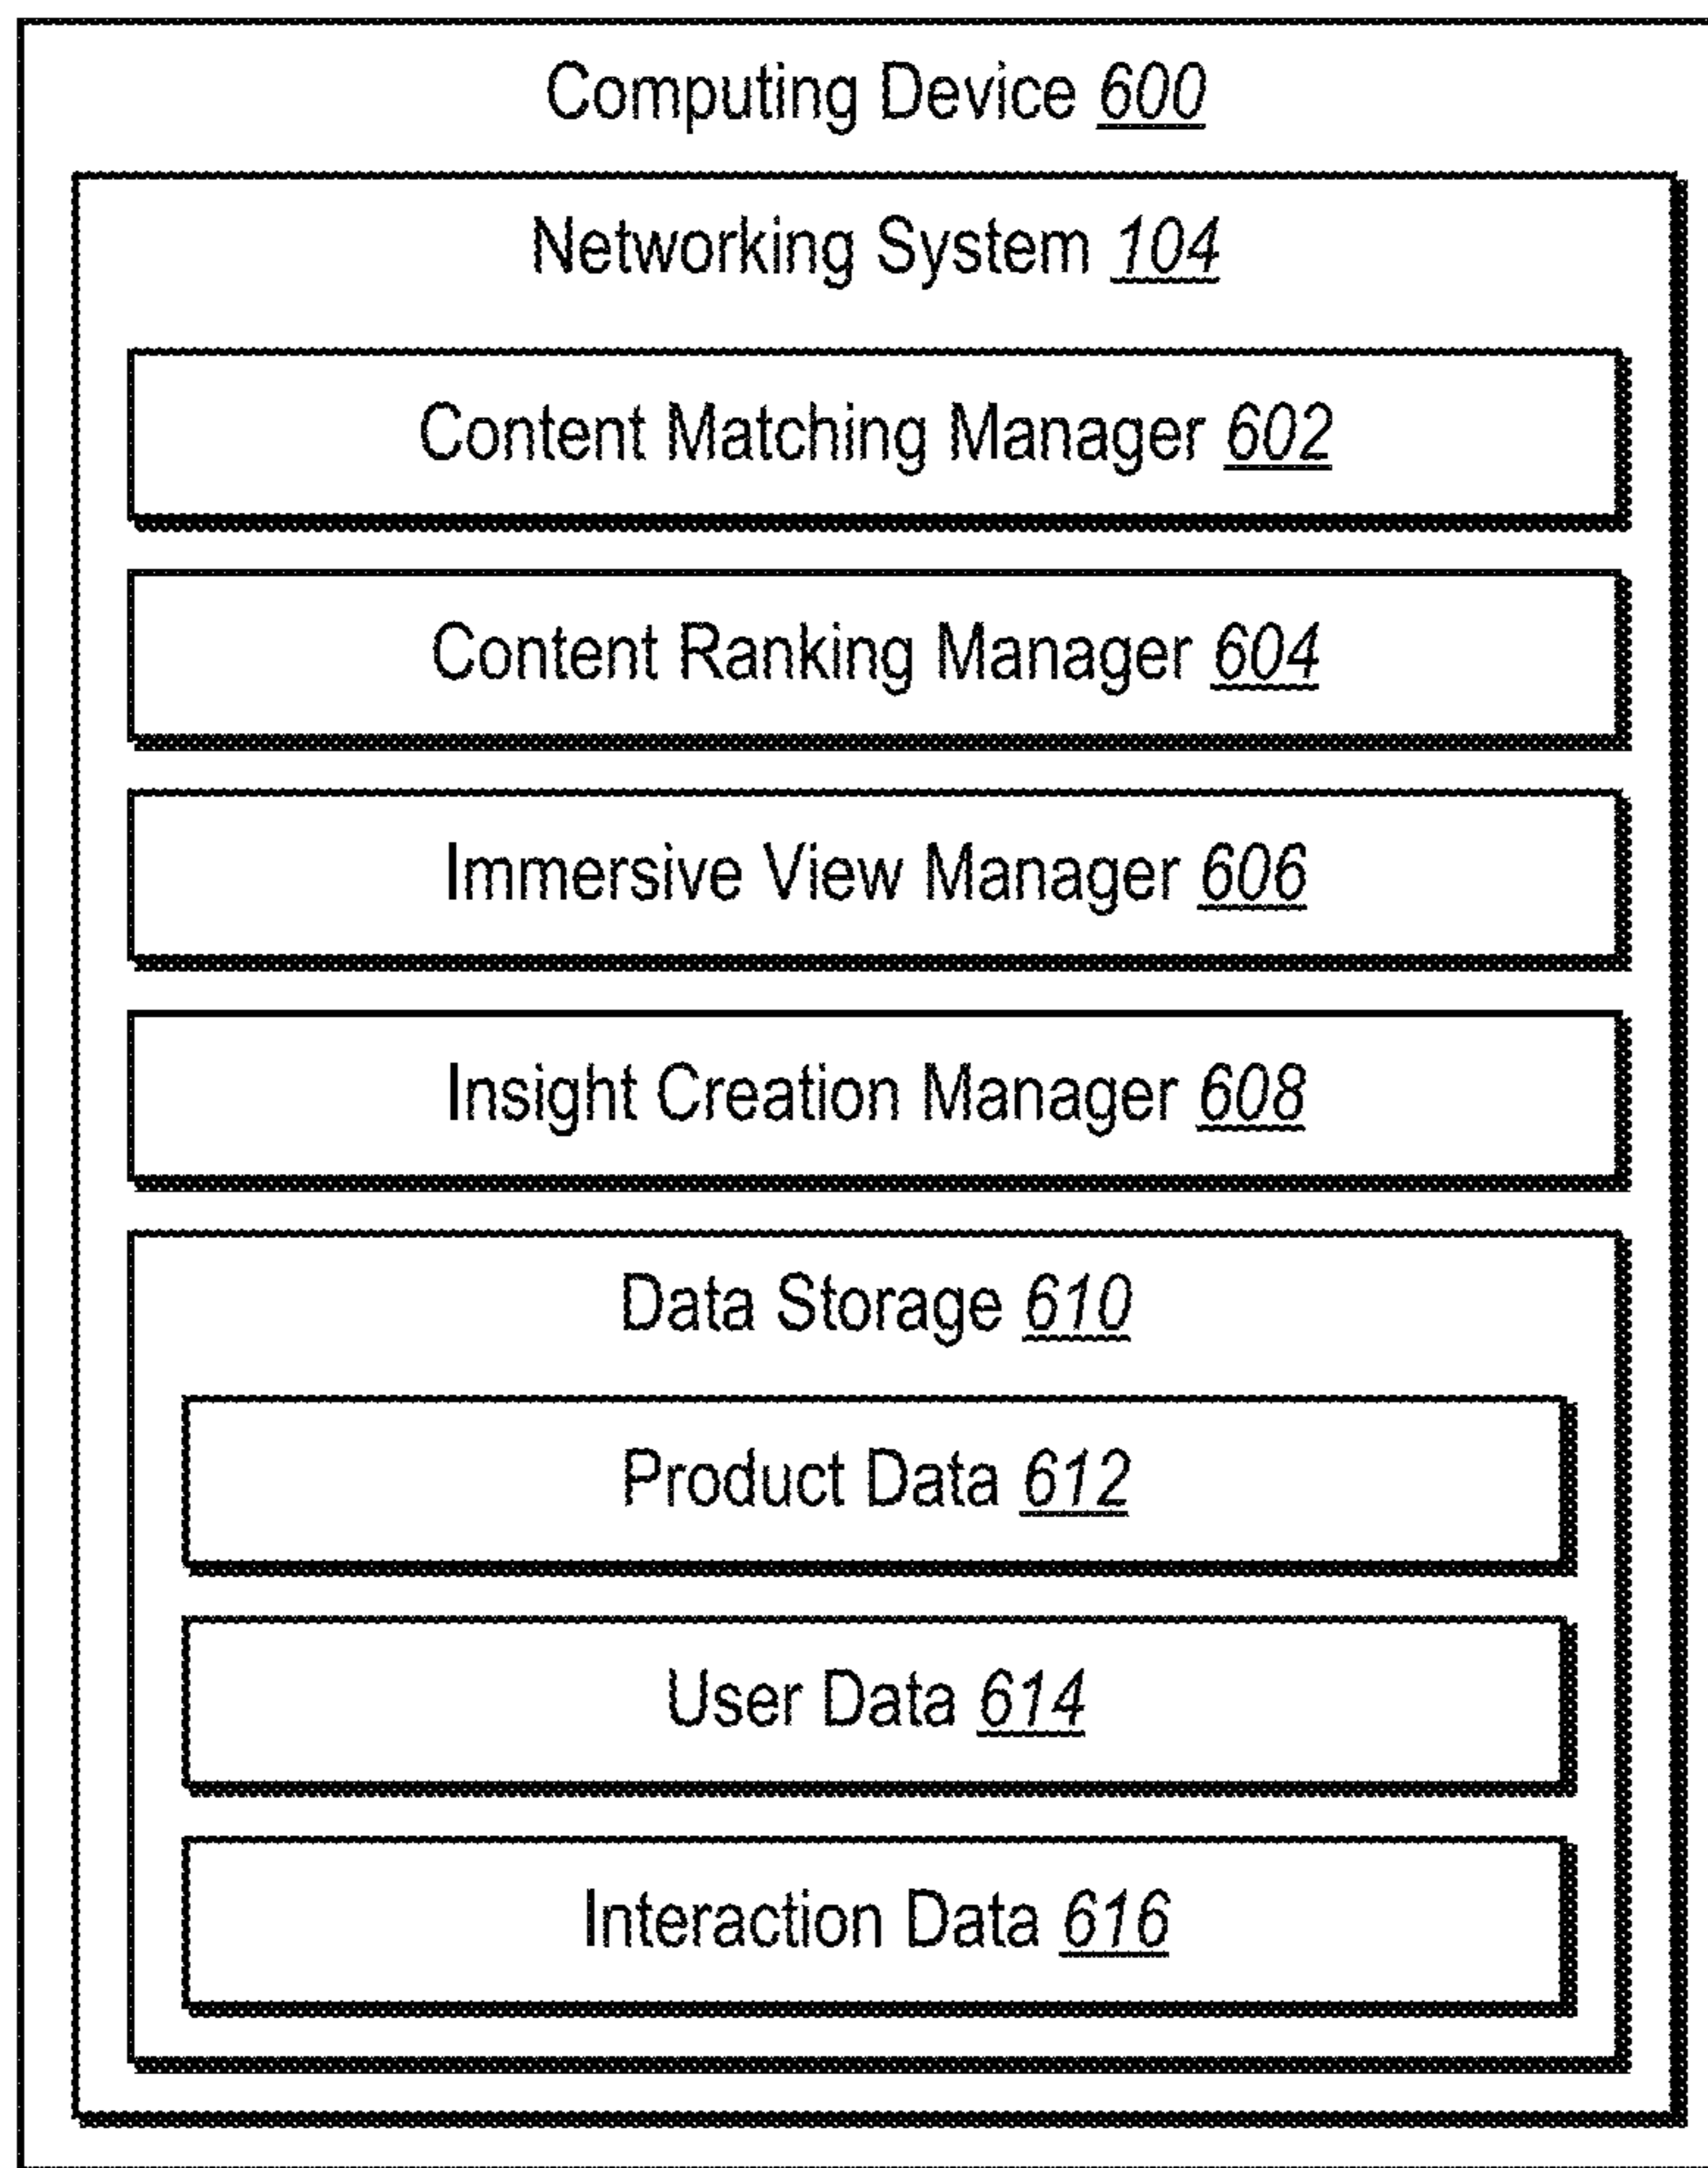 Computing Device 600
Networking System 104
Content Matching Manager 602
Content Ranking Manager 604
Immersive View Manager 606
Insight Creation Manager 608
Data Storage 610
Product Data 612
User Data 614
Interaction Data 616